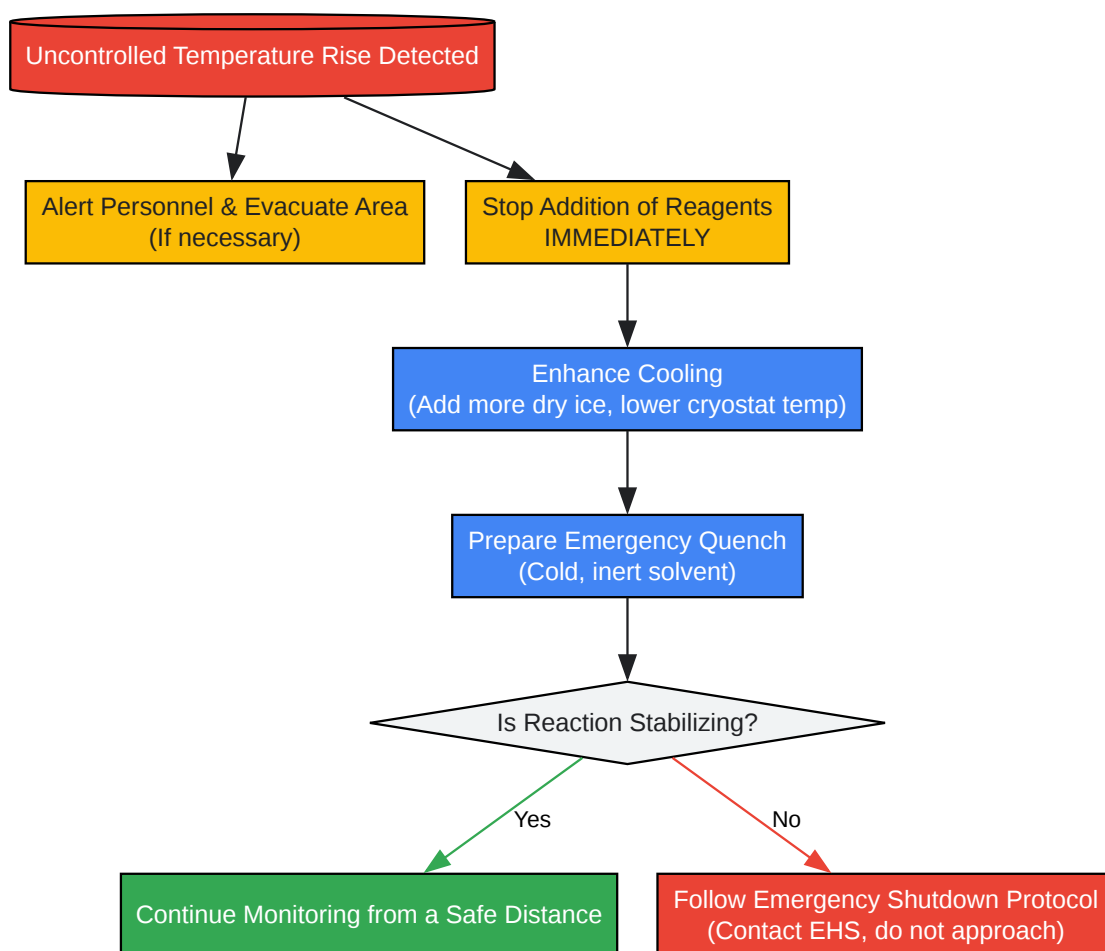 Uncontrolled Temperature Rise Detected
Alert Personnel & Evacuate Area
(If necessary)
Stop Addition of Reagents
IMMEDIATELY
Enhance Cooling
(Add more dry ice, lower cryostat temp)
Prepare Emergency Quench
(Cold, inert solvent)
Is Reaction Stabilizing?
Yes
No
Continue Monitoring from a Safe Distance
Follow Emergency Shutdown Protocol
(Contact EHS, do not approach)